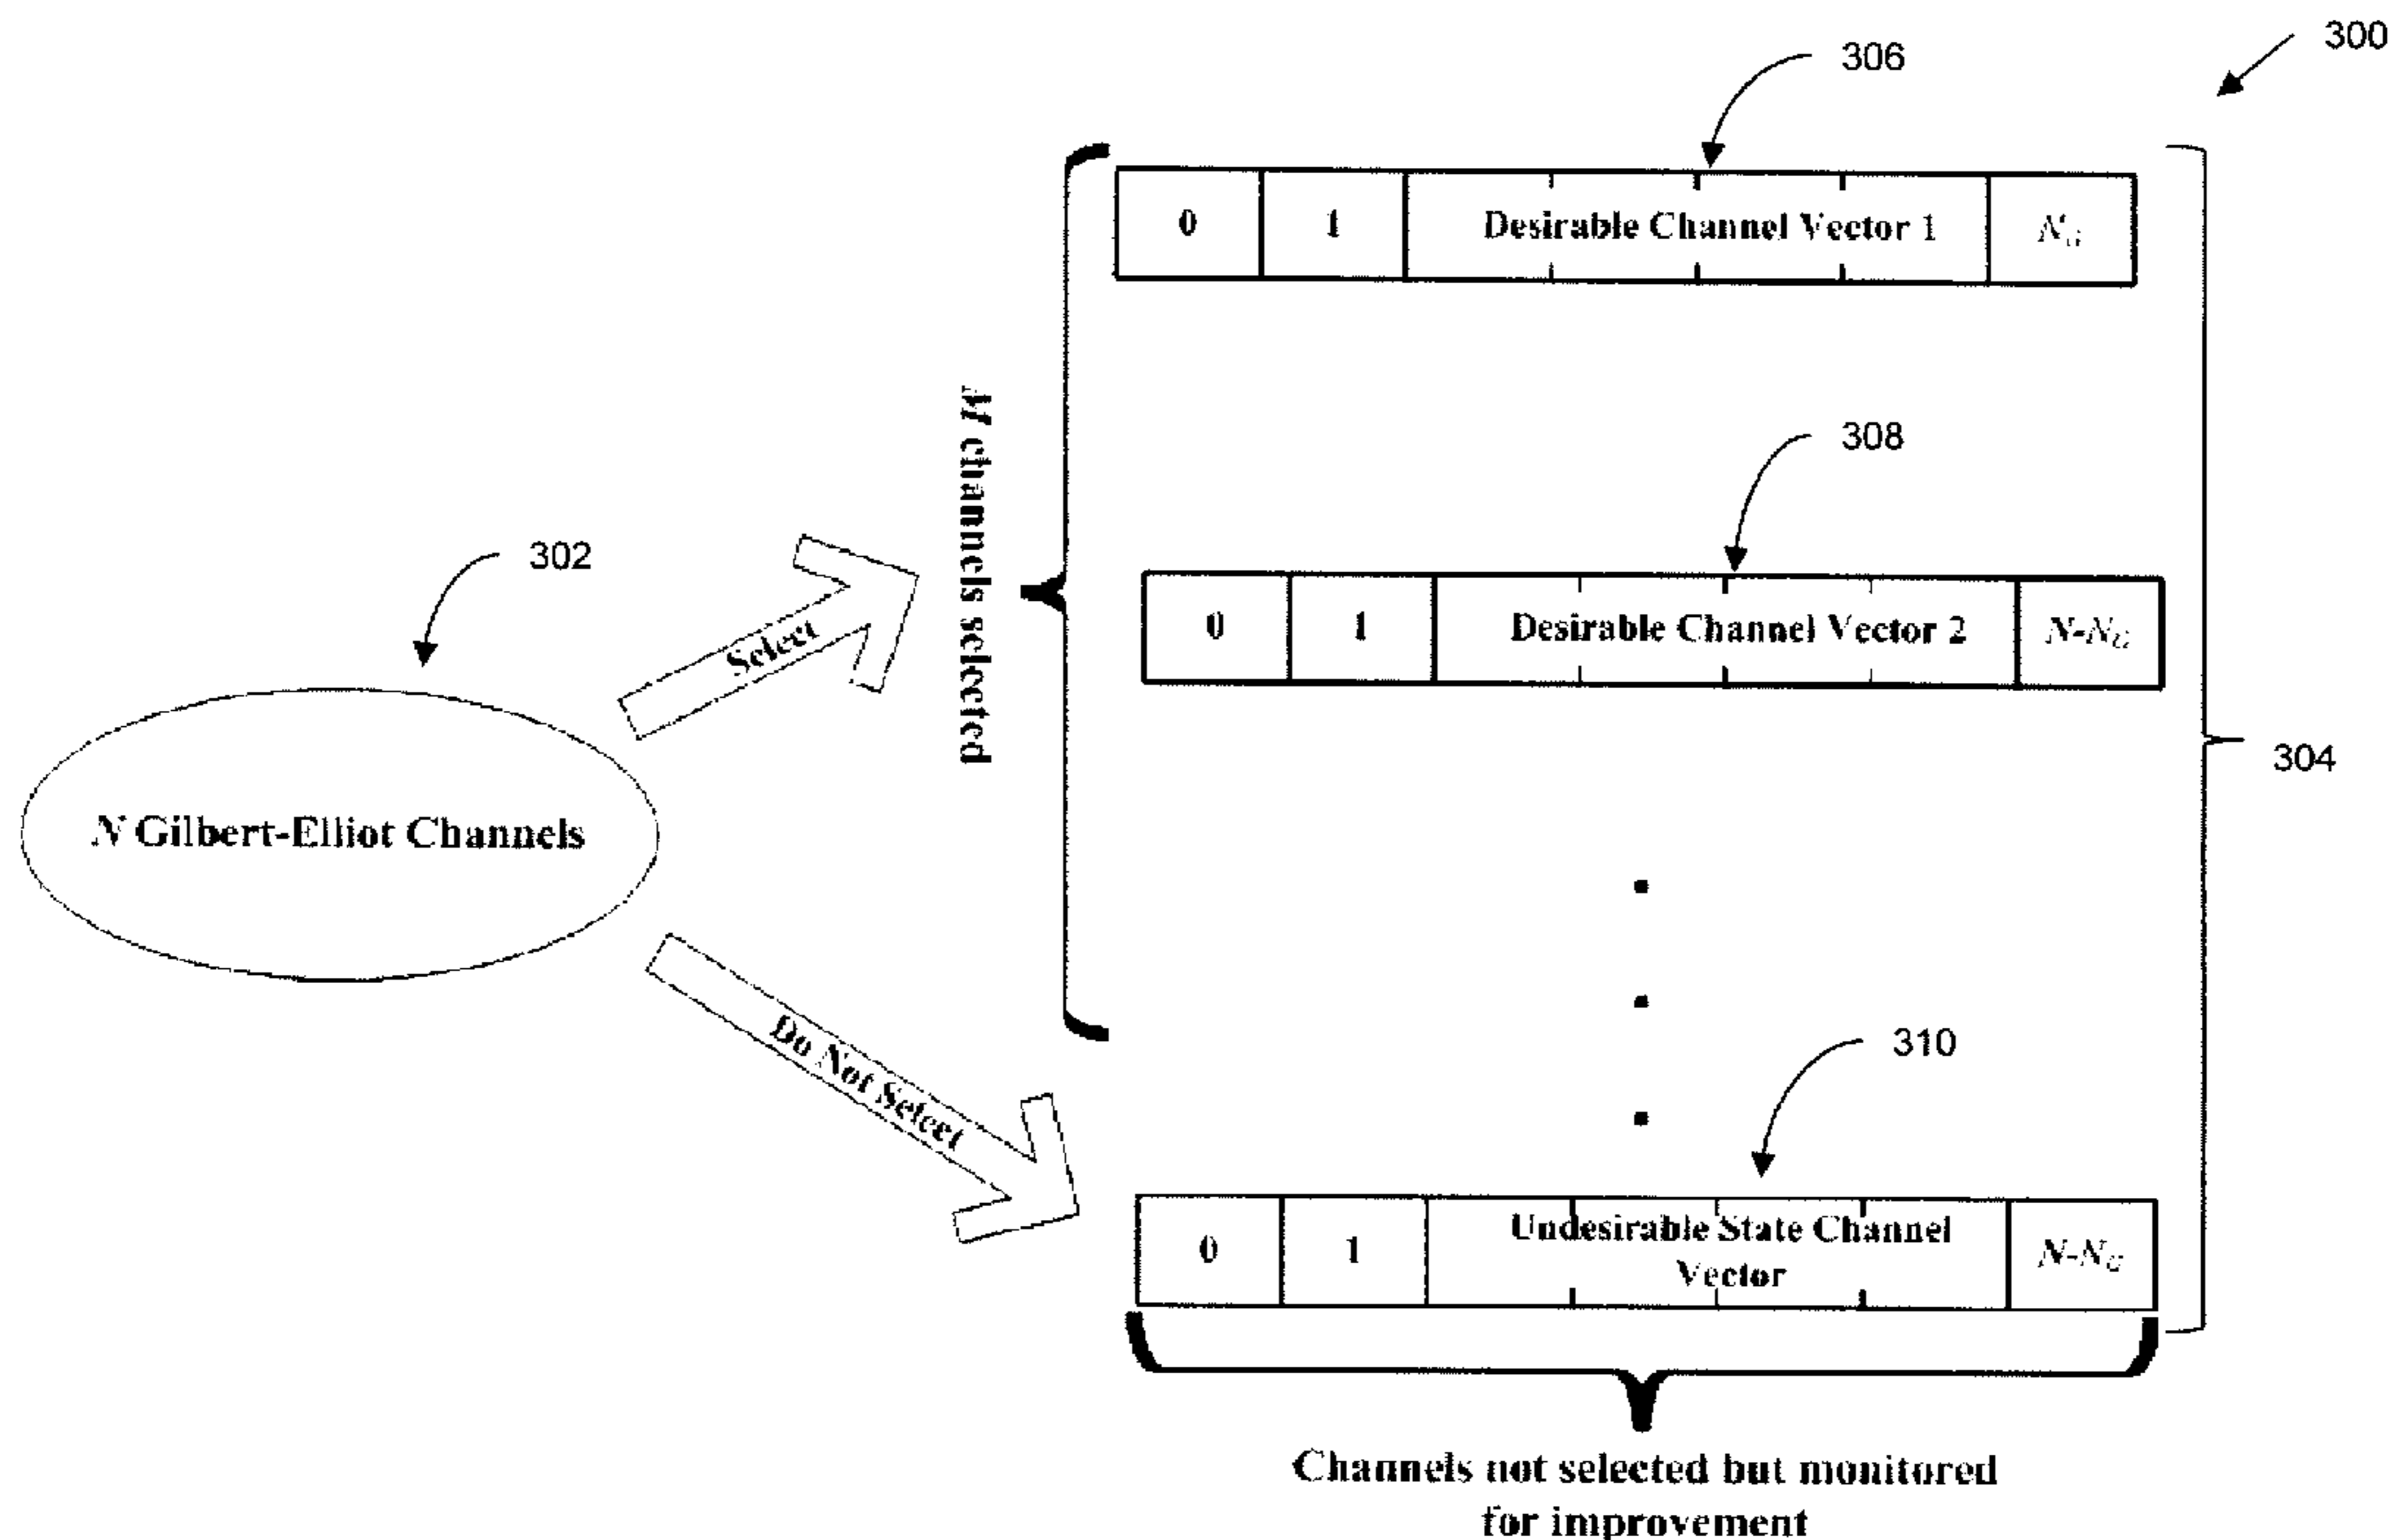 300
306
0 1 Desirable Channel Vector 1 N_G
308
M channels selected
302
Select
0 1 Desirable Channel Vector 2 N-N_G
304
N Gilbert-Elliot Channels
Do Not Select
310
0 1 Undesirable State Channel
Vector N-N_G
Channels not selected but monitored
for improvement